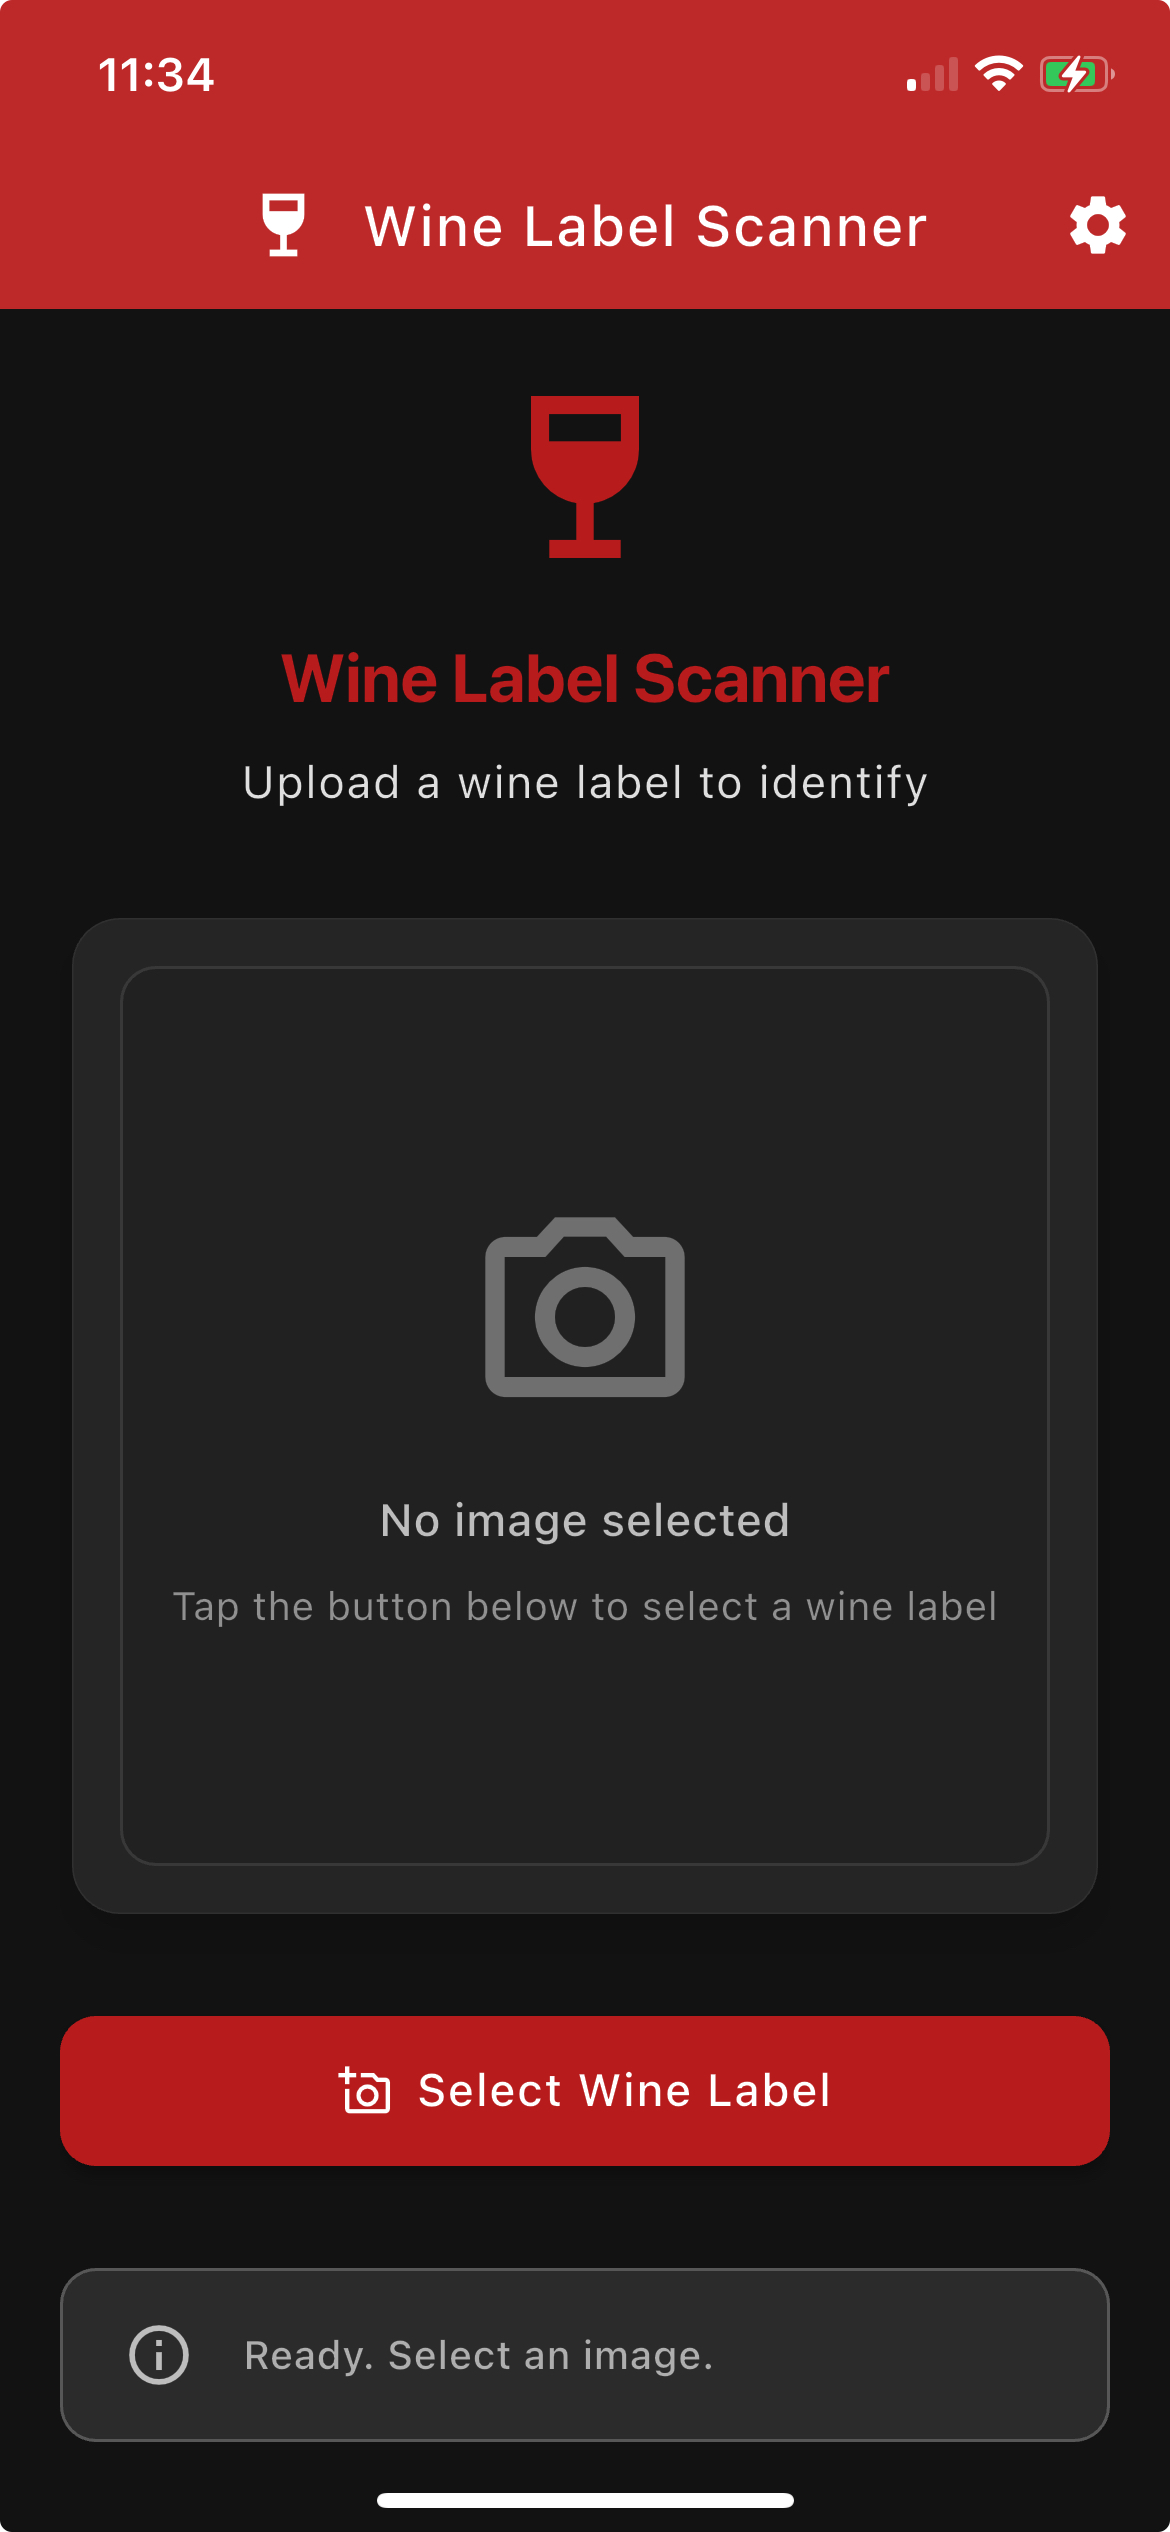 11:34
Wine Label Scanner
Wine Label Scanner
Upload a wine label to identify
No image selected
Tap the button below to select a wine label
Select Wine Label
Ready. Select an image.